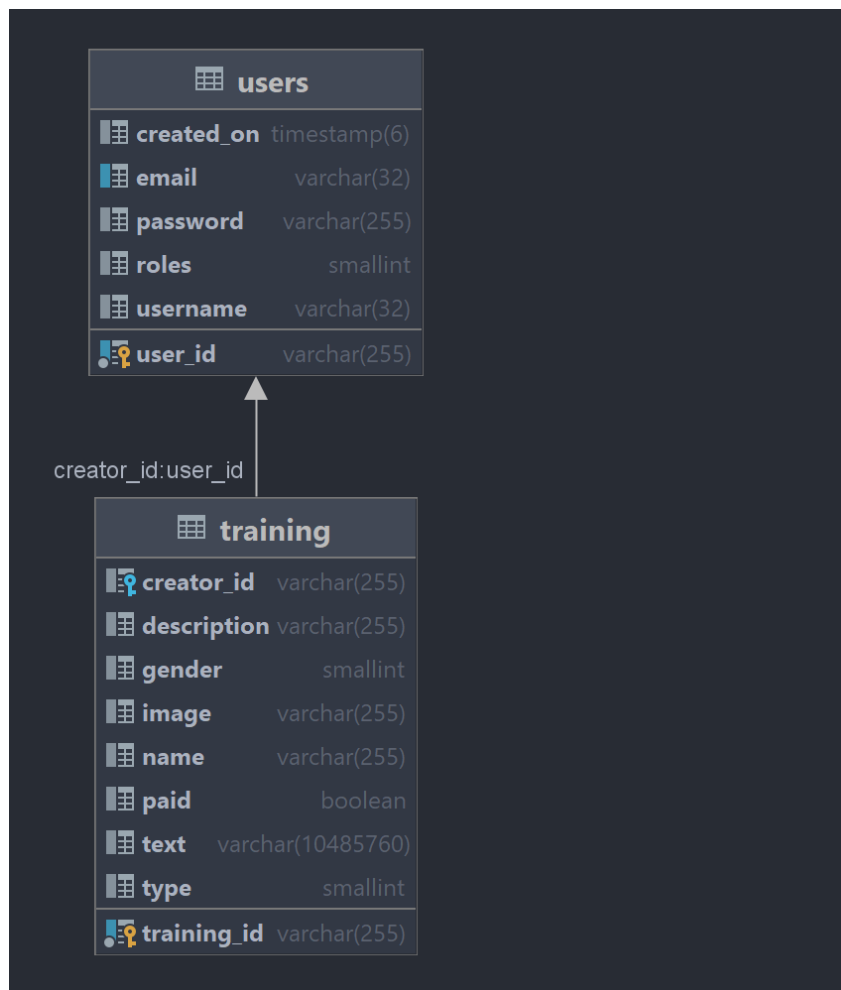 users
created_on timestamp(6)
email varchar(32)
password varchar(255)
roles smallint
username varchar(32)
user_id varchar(255)
creator_id:user_id
training
creator_id varchar(255)
description varchar(255)
gender smallint
image varchar(255)
name varchar(255)
paid boolean
text varchar(10485760)
type smallint
training_id varchar(255)